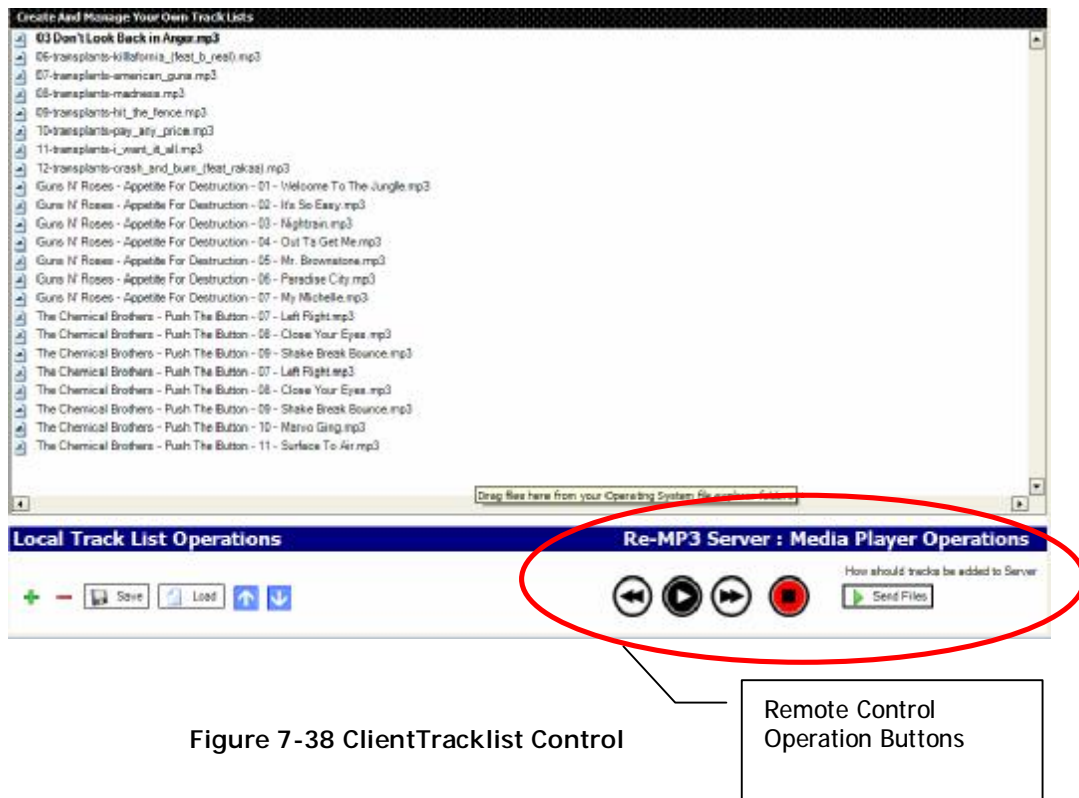 Create And Manage Your Own Track Lists
03 Don't Look Back in Anger.mp3
06-transplants-killafornia_(feat_b_real).mp3
07-transplants-american_guns.mp3
08-transplants-madness.mp3
09-transplants-hit_the_fence.mp3
10-transplants-pay_any_price.mp3
11-transplants-i_want_it_all.mp3
12-transplants-crash_and_burn_(feat_rakaa).mp3
Guns N' Roses - Appetite For Destruction - 01 - Welcome To The Jungle.mp3
Guns N' Roses - Appetite For Destruction - 02 - It's So Easy.mp3
Guns N' Roses - Appetite For Destruction - 03 - Nightrain.mp3
Guns N' Roses - Appetite For Destruction - 04 - Out Ta Get Me.mp3
Guns N' Roses - Appetite For Destruction - 05 - Mr. Brownstone.mp3
Guns N' Roses - Appetite For Destruction - 06 - Paradise City.mp3
Guns N' Roses - Appetite For Destruction - 07 - My Michelle.mp3
The Chemical Brothers - Push The Button - 07 - Left Right.mp3
The Chemical Brothers - Push The Button - 08 - Close Your Eyes.mp3
The Chemical Brothers - Push The Button - 09 - Shake Break Bounce.mp3
The Chemical Brothers - Push The Button - 07 - Left Right.mp3
The Chemical Brothers - Push The Button - 08 - Close Your Eyes.mp3
The Chemical Brothers - Push The Button - 09 - Shake Break Bounce.mp3
The Chemical Brothers - Push The Button - 10 - Marvo Ging.mp3
The Chemical Brothers - Push The Button - 11 - Surface To Air.mp3
Drag files here from your Operating System file explorer folders
Local Track List Operations
Re-MP3 Server : Media Player Operations
How should tracks be added to Server
Save
Load
Send Files
Remote Control
Operation Buttons
Figure 7-38 ClientTracklist Control